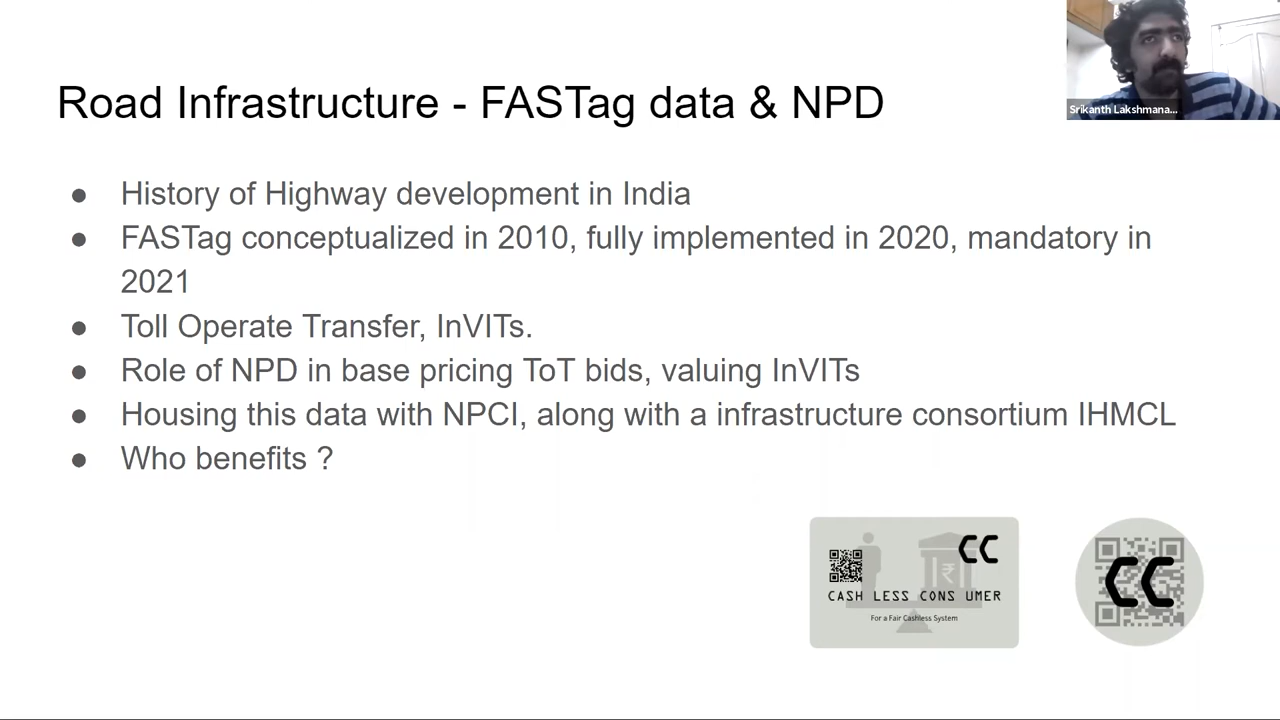 Srikanth Lakshmana...
Road Infrastructure - FASTag data & NPD
● History of Highway development in India
● FASTag conceptualized in 2010, fully implemented in 2020, mandatory in
2021
● Toll Operate Transfer, InVITs.
● Role of NPD in base pricing ToT bids, valuing InVITs
● Housing this data with NPCI, along with a infrastructure consortium IHMCL
● Who benefits ?
CC
₹
CASH LESS CONS UMER
For a Fair Cashless System
CC